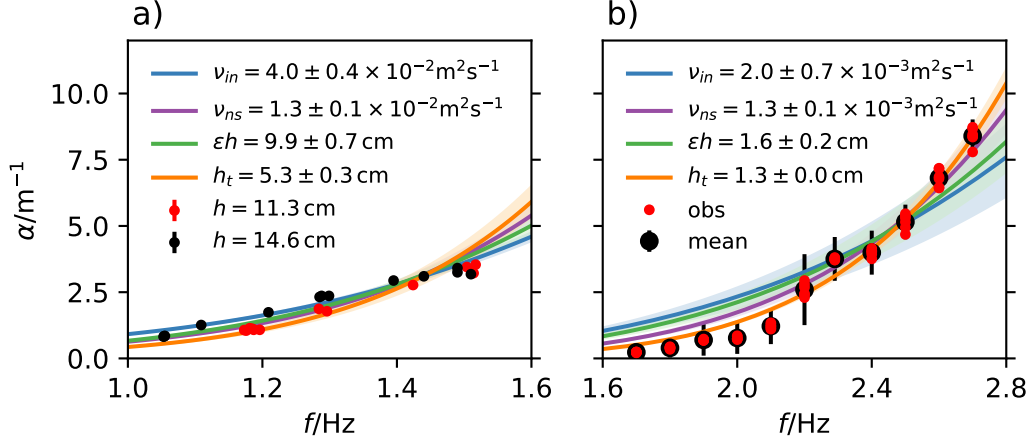 a)
ν_in = 4.0 ± 0.4 × 10⁻² m² s⁻¹
ν_ns = 1.3 ± 0.1 × 10⁻² m² s⁻¹
εh = 9.9 ± 0.7 cm
h_t = 5.3 ± 0.3 cm
h = 11.3 cm
h = 14.6 cm
α/m⁻¹
10.0
7.5
5.0
2.5
0.0
1.0 1.2 1.4 1.6
f/Hz
b)
ν_in = 2.0 ± 0.7 × 10⁻³ m² s⁻¹
ν_ns = 1.3 ± 0.1 × 10⁻³ m² s⁻¹
εh = 1.6 ± 0.2 cm
h_t = 1.3 ± 0.0 cm
obs
mean
1.6 2.0 2.4 2.8
f/Hz